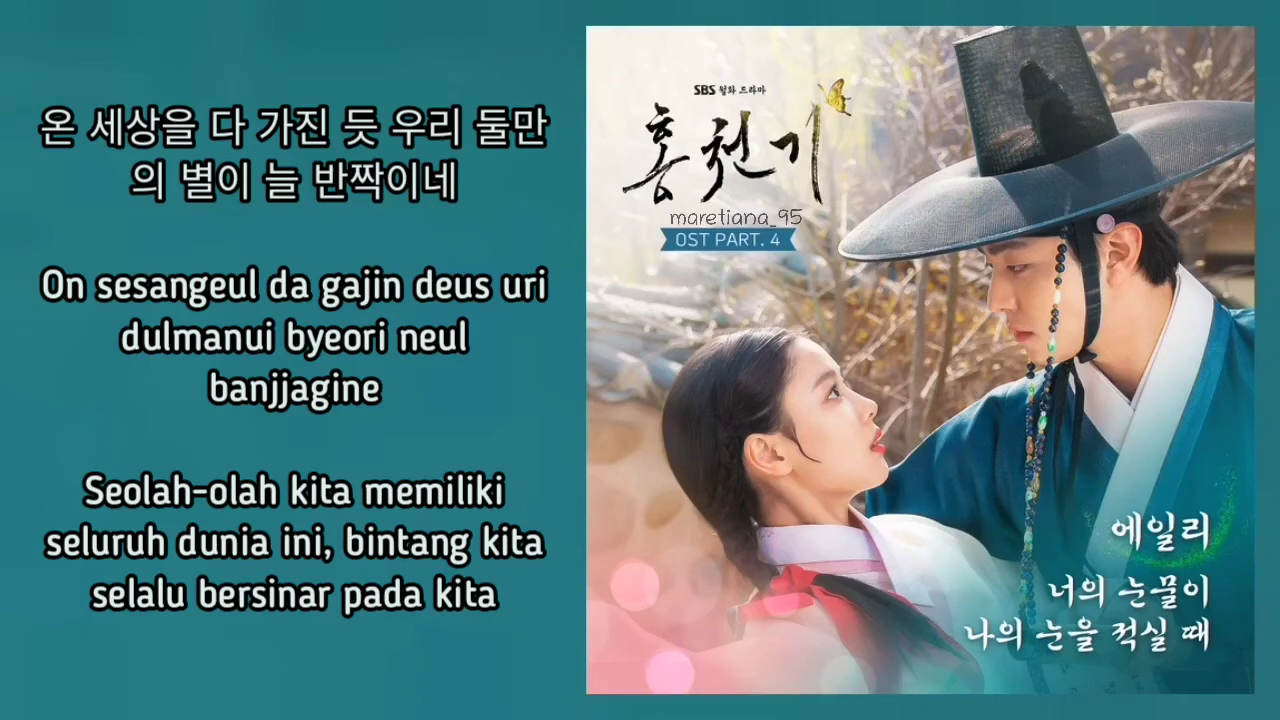 온 세상을 다 가진 듯 우리 둘만
의 별이 늘 반짝이네
On sesangeul da gajin deus uri
dulmanui byeori neul
banjjagine
Seolah-olah kita memiliki
seluruh dunia ini, bintang kita
selalu bersinar pada kita
SBS 월화 드라마
홍천기
maretiana_95
OST PART. 4
에일리
너의 눈물이
나의 눈을 적실 때